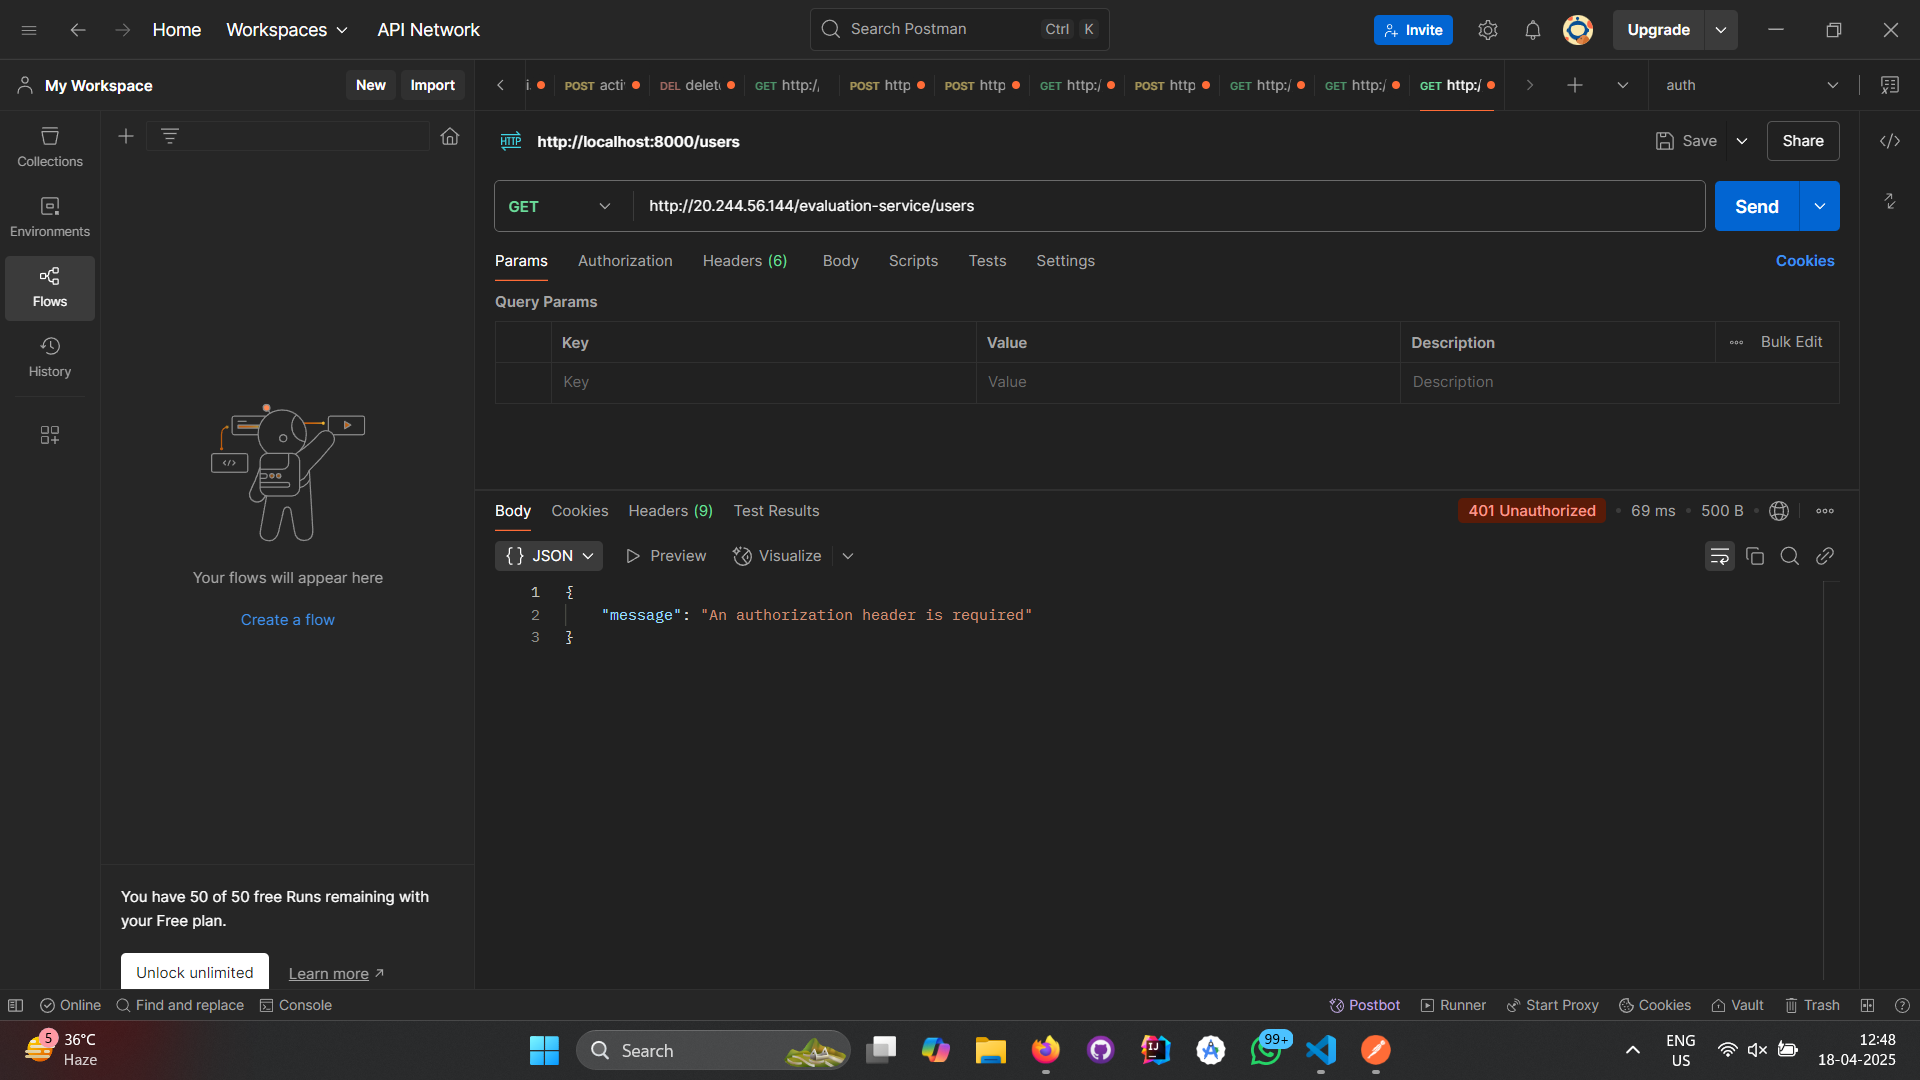 Home
Workspaces
API Network
Search Postman
Ctrl
K
Invite
Upgrade
My Workspace
New
Import
i.
POST acti
DEL delet
GET http:/
POST http
POST http
GET http:/
POST http
GET http:/
GET http:/
GET http:/
auth
Collections
Environments
Flows
History
Your flows will appear here
Create a flow
You have 50 of 50 free Runs remaining with
your Free plan.
Unlock unlimited
Learn more
HTTP
http://localhost:8000/users
Save
Share
GET
http://20.244.56.144/evaluation-service/users
Send
Params
Authorization
Headers (6)
Body
Scripts
Tests
Settings
Cookies
Query Params
Key
Value
Description
Bulk Edit
Key
Value
Description
Body
Cookies
Headers (9)
Test Results
401 Unauthorized
69 ms
500 B
{} JSON
Preview
Visualize
1 {
2 "message": "An authorization header is required"
3 }
Online
Find and replace
Console
Postbot
Runner
Start Proxy
Cookies
Vault
Trash
5
36°C
Haze
Search
99+
ENG
US
12:48
18-04-2025